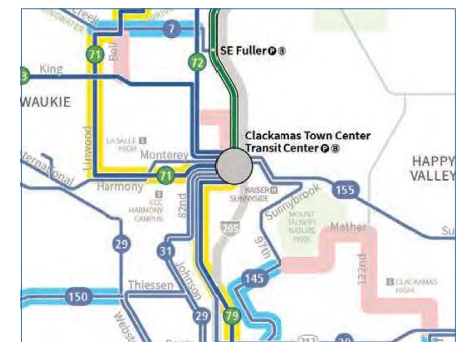 Creek
7
71
Bell
72
SE Fuller P B
King
WAUKIE
Linwood
LA SALLE S
HIGH
Monterey
Clackamas Town Center
Transit Center P B
International
Harmony
71
S
CCC
HARMONY
CAMPUS
82nd
KAISER H
SUNNYSIDE
Sunnybrook
155
HAPPY
VALLEY
205
MOUNT
TALBERT
NATURE
PARK
Mather
97th
122nd
29
31
Johnson
145
S CLACKAMAS
HIGH
150
Thiessen
29
79